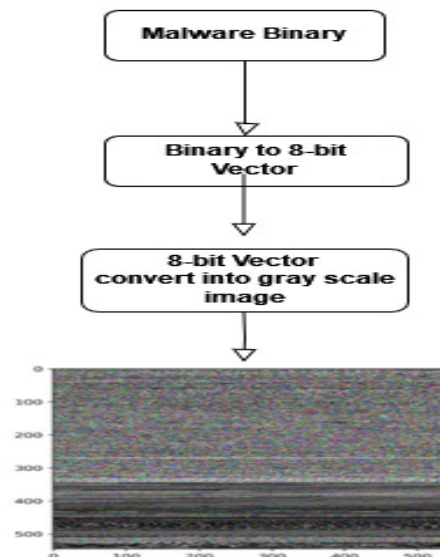 Malware Binary
Binary to 8-bit
Vector
8-bit Vector
convert into gray scale
image
0
100
200
300
400
500
0 100 200 300 400 500